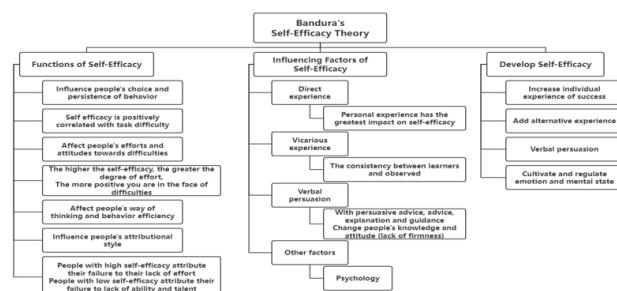 Bandura's
Self-Efficacy Theory
Functions of Self-Efficacy
Influence people's choice and
persistence of behavior
Self efficacy is positively
correlated with task difficulty
Affect people's efforts and
attitudes towards difficulties
The higher the self-efficacy, the greater the
degree of effort,
The more positive you are in the face of
difficulties
Affect people's way of
thinking and behavior efficiency
Influence people's attributional
style
People with high self-efficacy attribute
their failure to their lack of effort
People with low self-efficacy attribute their
failure to lack of ability and talent
Influencing Factors of
Self-Efficacy
Direct
experience
Personal experience has the
greatest impact on self-efficacy
Vicarious
experience
The consistency between learners
and observed
Verbal
persuasion
With persuasive advice, advice,
explanation and guidance
Change people's knowledge and
attitude (lack of firmness)
Other factors
Psychology
Develop Self-Efficacy
Increase individual
experience of success
Add alternative experience
Verbal persuasion
Cultivate and regulate
emotion and mental state